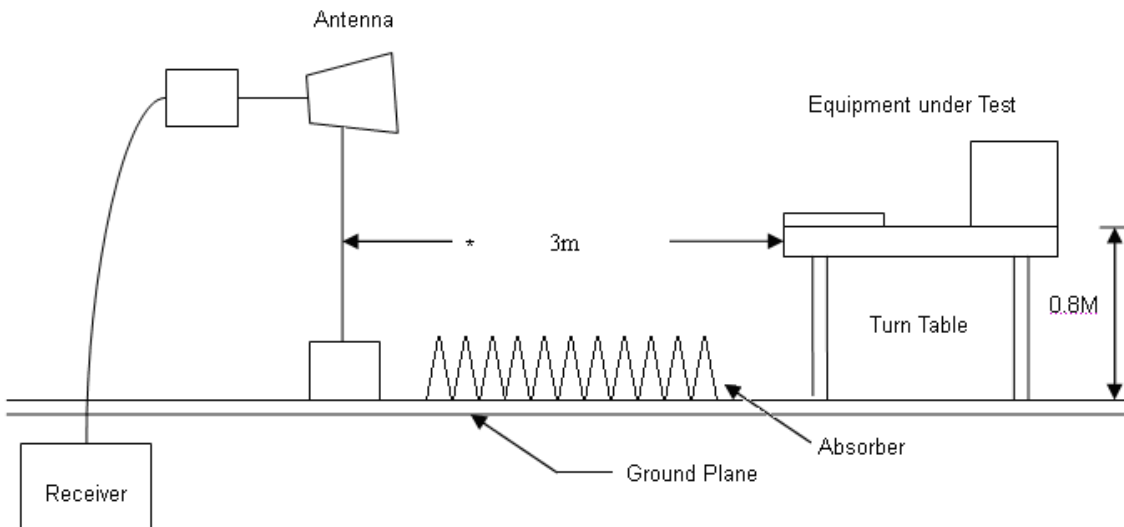 Antenna
Equipment under Test
* 3m
0.8M
Turn Table
Absorber
Ground Plane
Receiver